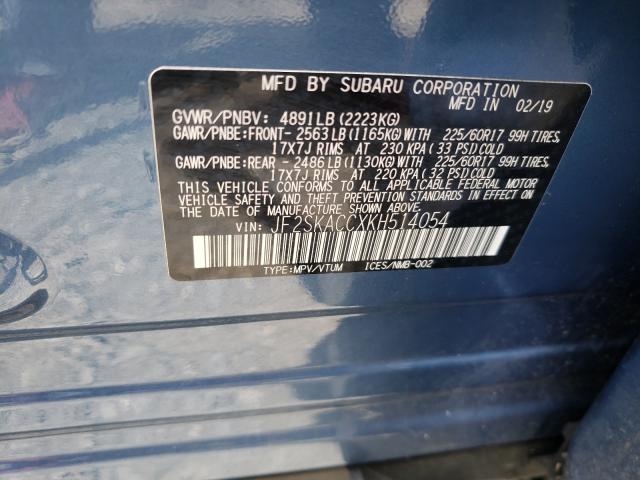 MFD BY SUBARU CORPORATION
MFD IN 02/19
GVWR/PNBV: 4891LB (2223KG)
GAWR/PNBE:FRONT- 2563LB(1165KG)WITH 225/60R17 99H TIRES,
17X7J RIMS AT 230 KPA ( 33 PSI)COLD
GAWR/PNBE:REAR - 2486LB(1130KG)WITH 225/60R17 99H TIRES,
17X7J RIMS AT 220 KPA ( 32 PSI)COLD
THIS VEHICLE CONFORMS TO ALL APPLICABLE FEDERAL MOTOR
VEHICLE SAFETY AND THEFT PREVENTION STANDARDS IN EFFECT ON
THE DATE OF MANUFACTURE SHOWN ABOVE.
VIN: JF2SKACCXKH514054
TYPE:MPV/VTUM ICES/NMB-002